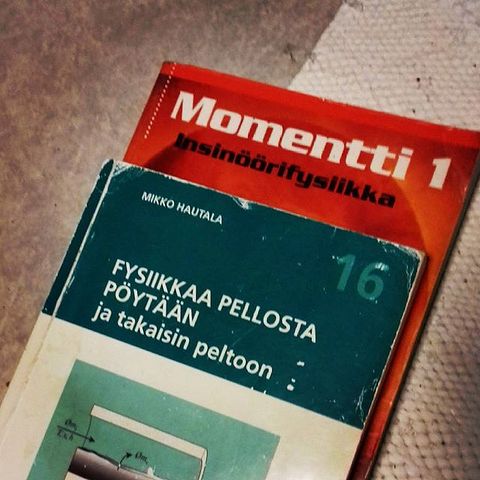 Momentti 1
Insinöörifysiikka
MIKKO HAUTALA
16
FYSIIKKAA PELLOSTA
PÖYTÄÄN
ja takaisin peltoon